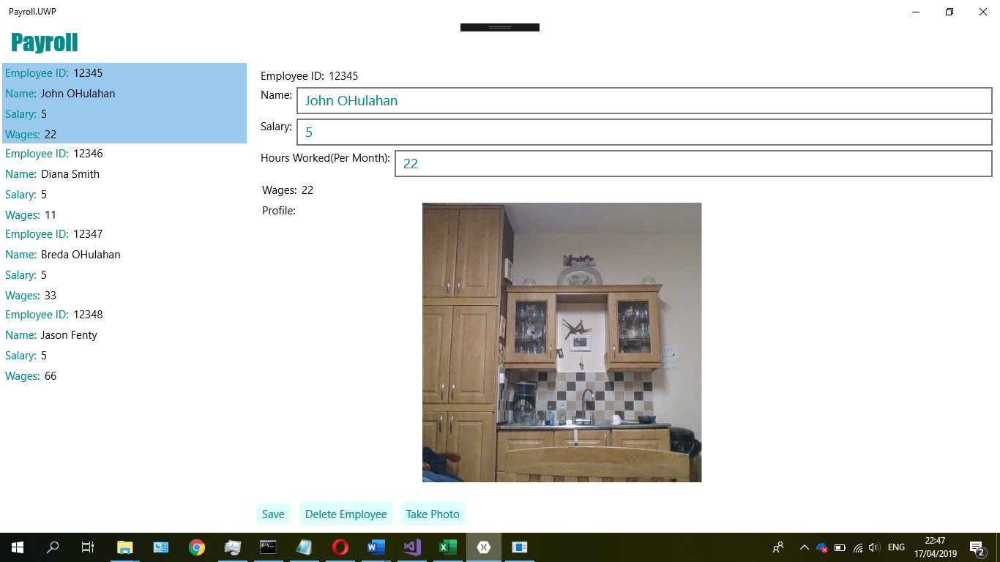 Payroll.UWP
Payroll
Employee ID: 12345
Name: John OHulahan
Salary: 5
Wages: 22
Employee ID: 12346
Name: Diana Smith
Salary: 5
Wages: 11
Employee ID: 12347
Name: Breda OHulahan
Salary: 5
Wages: 33
Employee ID: 12348
Name: Jason Fenty
Salary: 5
Wages: 66
Employee ID: 12345
Name: John OHulahan
Salary: 5
Hours Worked(Per Month): 22
Wages: 22
Profile:
Save Delete Employee Take Photo
ENG
22:47
17/04/2019
2